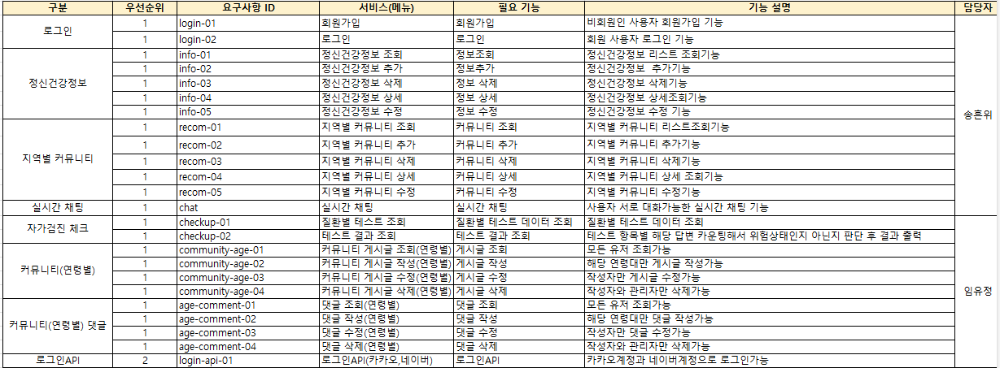 구분 우선순위 요구사항 ID 서비스(메뉴) 필요 기능 기능 설명 담당자
로그인 1 login-01 회원가입 회원가입 비회원인 사용자 회원가입 기능
1 login-02 로그인 로그인 회원 사용자 로그인 기능
정신건강정보 1 info-01 정신건강정보 조회 정보조회 정신건강정보 리스트 조회기능
1 info-02 정신건강정보 추가 정보추가 정신건강정보 추가기능
1 info-03 정신건강정보 삭제 정보 삭제 정신건강정보 삭제기능
1 info-04 정신건강정보 상세 정보 상세 정신건강정보 상세조회기능
1 info-05 정신건강정보 수정 정보 수정 정신건강정보 수정 기능
송흔위
지역별 커뮤니티 1 recom-01 지역별 커뮤니티 조회 커뮤니티 조회 지역별 커뮤니티 리스트조회기능
1 recom-02 지역별 커뮤니티 추가 커뮤니티 추가 지역별 커뮤니티 추가기능
1 recom-03 지역별 커뮤니티 삭제 커뮤니티 삭제 지역별 커뮤니티 삭제기능
1 recom-04 지역별 커뮤니티 상세 커뮤니티 상세 지역별 커뮤니티 상세 조회기능
1 recom-05 지역별 커뮤니티 수정 커뮤니티 수정 지역별 커뮤니티 수정기능
실시간 채팅 1 chat 실시간 채팅 실시간 채팅 사용자 서로 대화가능한 실시간 채팅 기능
자가검진 체크 1 checkup-01 질환별 테스트 조회 질환별 테스트 데이터 조회 질환별 테스트 데이터 조회
1 checkup-02 테스트 결과 조회 테스트 결과 조회 테스트 항목별 해당 답변 카운팅해서 위험상태인지 아닌지 판단 후 결과 출력
커뮤니티(연령별) 1 community-age-01 커뮤니티 게시글 조회(연령별) 게시글 조회 모든 유저 조회가능
1 community-age-02 커뮤니티 게시글 작성(연령별) 게시글 작성 해당 연령대만 게시글 작성가능
1 community-age-03 커뮤니티 게시글 수정(연령별) 게시글 수정 작성자만 게시글 수정가능
1 community-age-04 커뮤니티 게시글 삭제(연령별) 게시글 삭제 작성자와 관리자만 삭제가능
임유정
커뮤니티(연령별) 댓글 1 age-comment-01 댓글 조회(연령별) 댓글 조회 모든 유저 조회가능
1 age-comment-02 댓글 작성(연령별) 댓글 작성 해당 연령대만 댓글 작성가능
1 age-comment-03 댓글 수정(연령별) 댓글 수정 작성자만 댓글 수정가능
1 age-comment-04 댓글 삭제(연령별) 댓글 삭제 작성자와 관리자만 삭제가능
로그인API 2 login-api-01 로그인API(카카오,네이버) 로그인API 카카오계정과 네이버계정으로 로그인가능